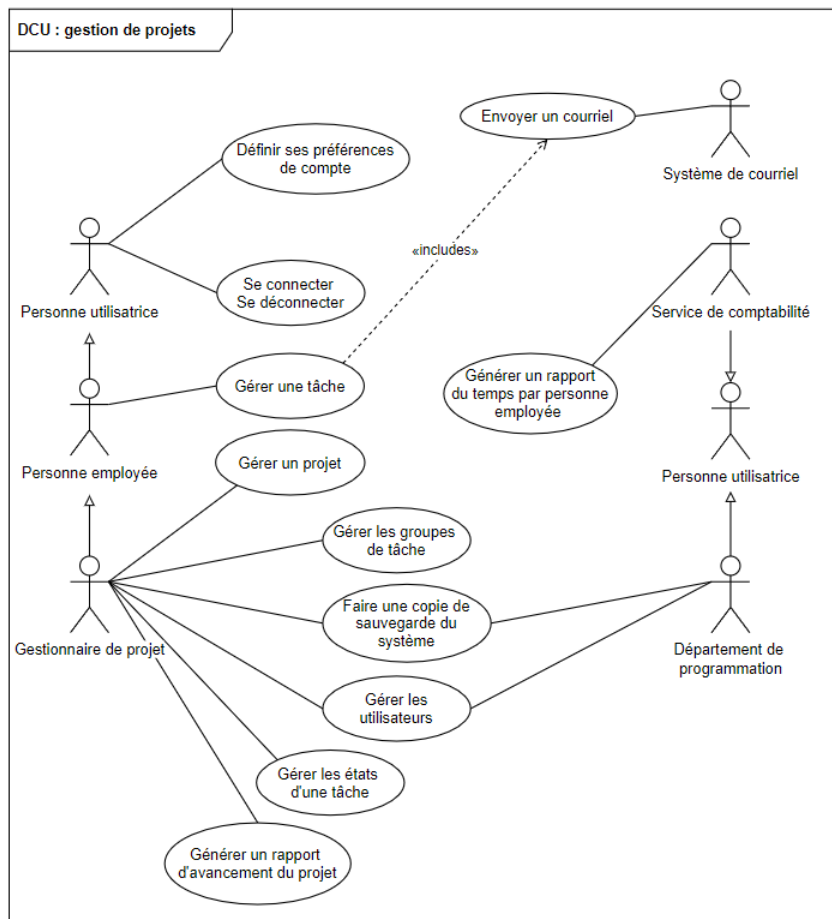 DCU : gestion de projets
Envoyer un courriel
Système de courriel
Définir ses préférences
de compte
«includes»
Se connecter
Se déconnecter
Personne utilisatrice
Service de comptabilité
Gérer une tâche
Générer un rapport
du temps par personne
employée
Personne employée
Gérer un projet
Personne utilisatrice
Gérer les groupes
de tâche
Faire une copie de
sauvegarde du
système
Gestionnaire de projet
Département de
programmation
Gérer les
utilisateurs
Gérer les états
d'une tâche
Générer un rapport
d'avancement du projet